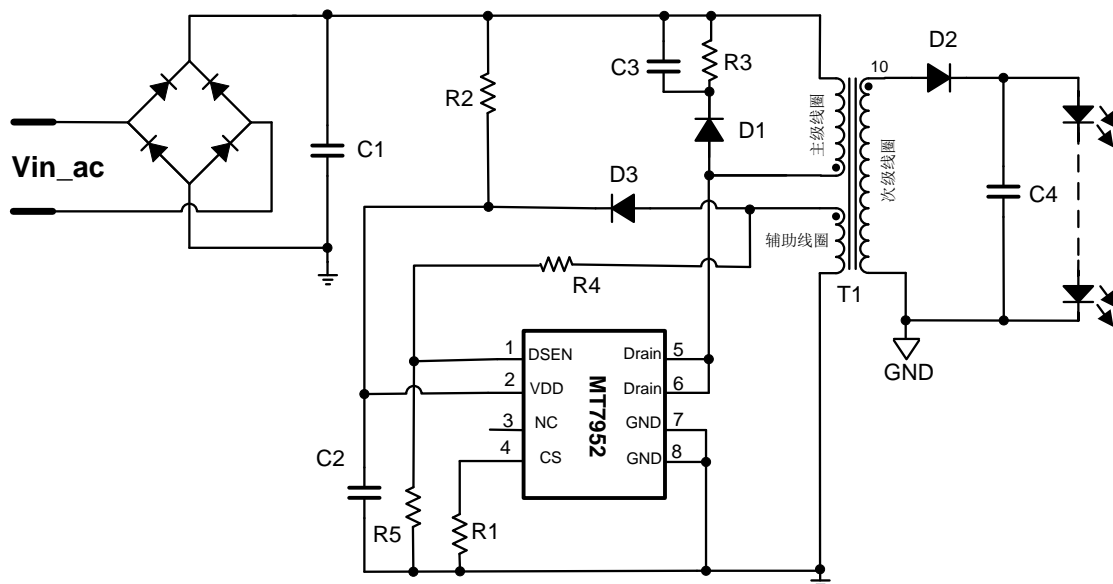 D2
10
C3
R3
R2
D1
主级线圈
次级线圈
C1
Vin_ac
D3
C4
辅助线圈
R4
T1
GND
1
DSEN
Drain
5
2
VDD
Drain
6
MT7952
3
NC
GND
7
4
CS
GND
8
C2
R5
R1